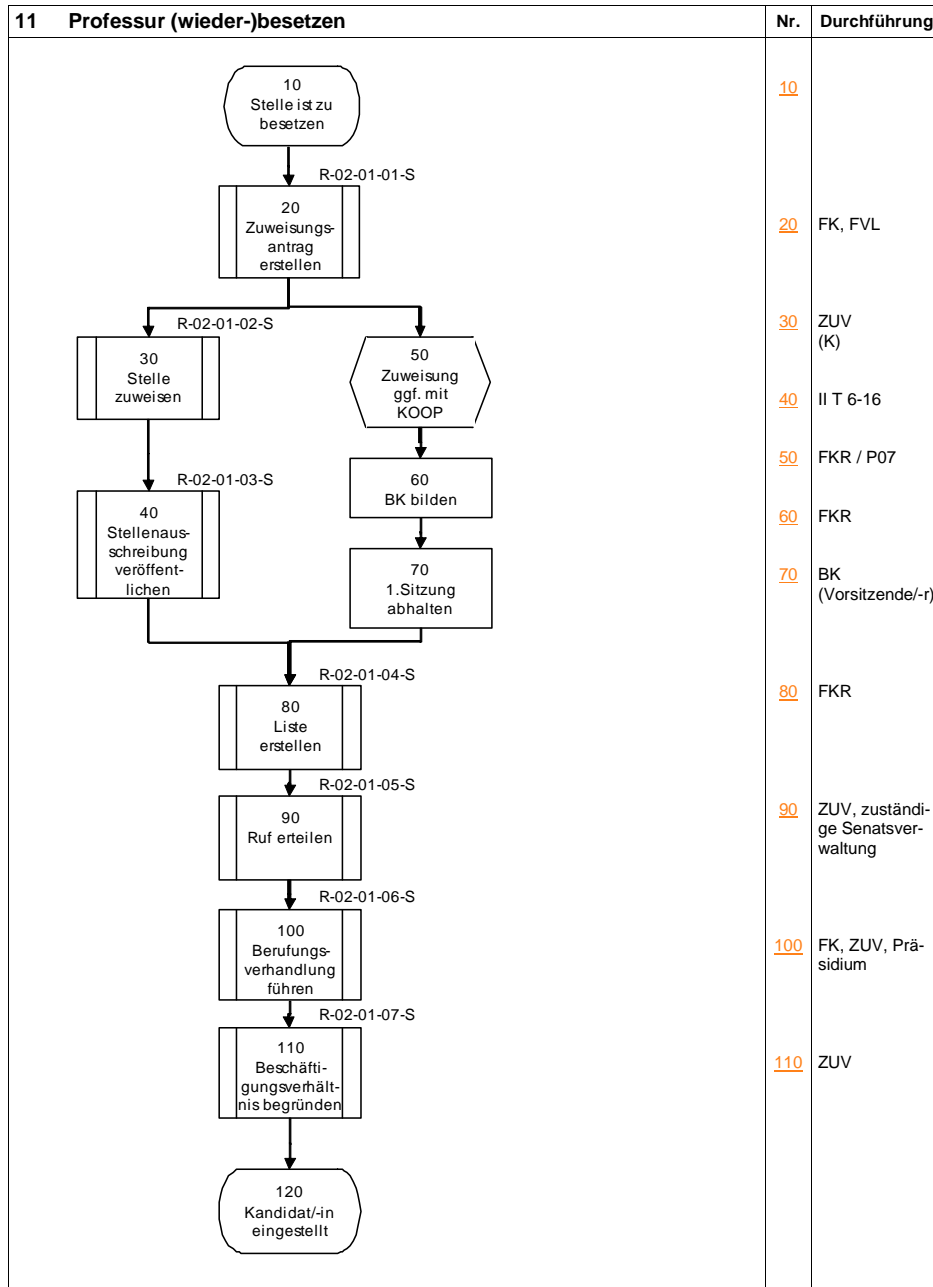 11 Professur (wieder-)besetzen
Nr. Durchführung
10
Stelle ist zu
besetzen
10
R-02-01-01-S
20
Zuweisungs-
antrag
erstellen
20 FK, FVL
R-02-01-02-S
30
Stelle
zuweisen
50
Zuweisung
ggf. mit
KOOP
30 ZUV
(K)
40 II T 6-16
R-02-01-03-S
40
Stellenaus-
schreibung
veröffent-
lichen
60
BK bilden
70
1.Sitzung
abhalten
50 FKR / P07
60 FKR
70 BK
(Vorsitzende/-r)
R-02-01-04-S
80
Liste
erstellen
80 FKR
R-02-01-05-S
90
Ruf erteilen
90 ZUV, zuständi-
ge Senatsver-
waltung
R-02-01-06-S
100
Berufungs-
verhandlung
führen
100 FK, ZUV, Prä-
sidium
R-02-01-07-S
110
Beschäfti-
gungsverhält-
nis begründen
110 ZUV
120
Kandidat/-in
eingestellt